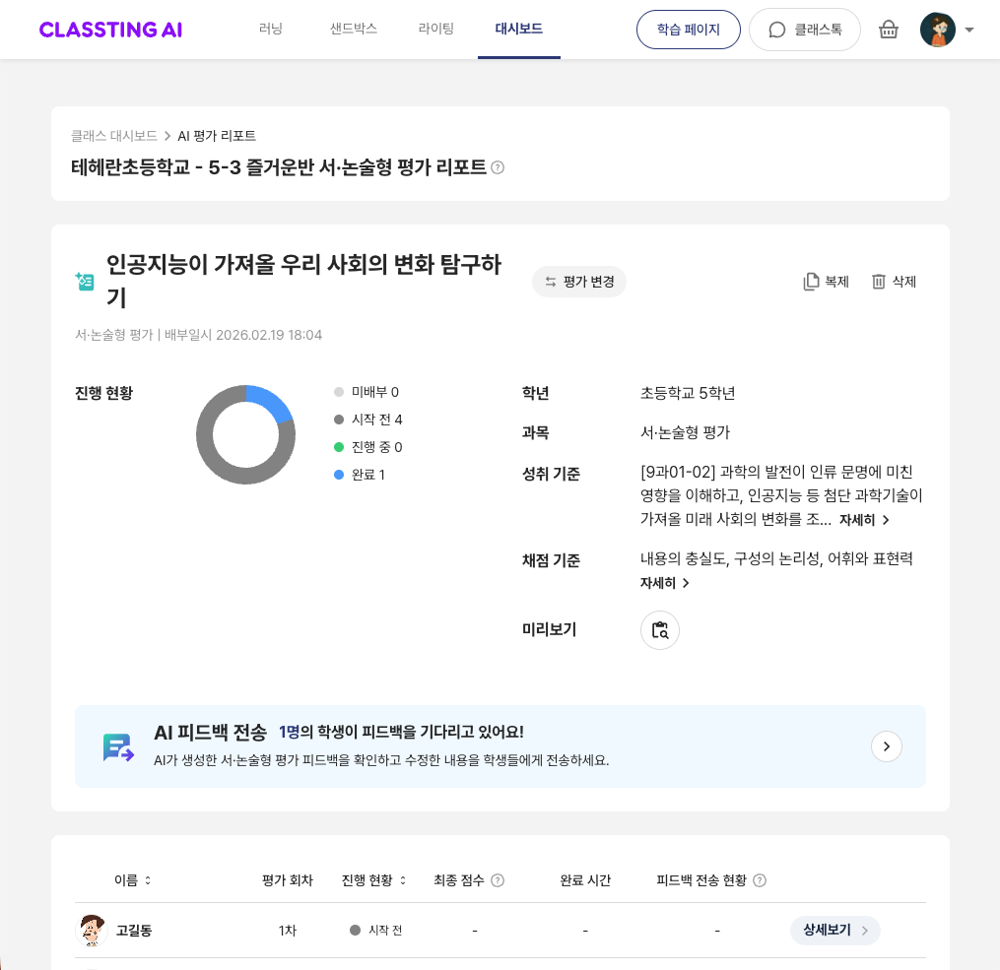 CLASSTING AI
러닝
샌드박스
라이팅
대시보드
학습 페이지
클래스톡
클래스 대시보드 > AI 평가 리포트
테헤란초등학교 - 5-3 즐거운반 서·논술형 평가 리포트
인공지능이 가져올 우리 사회의 변화 탐구하
기
평가 변경
복제
삭제
서·논술형 평가 | 배부일시 2026.02.19 18:04
진행 현황
미배부 0
시작 전 4
진행 중 0
완료 1
학년
초등학교 5학년
과목
서·논술형 평가
성취 기준
[9과01-02] 과학의 발전이 인류 문명에 미친
영향을 이해하고, 인공지능 등 첨단 과학기술이
가져올 미래 사회의 변화를 조... 자세히
채점 기준
내용의 충실도, 구성의 논리성, 어휘와 표현력
자세히
미리보기
AI 피드백 전송 1명의 학생이 피드백을 기다리고 있어요!
AI가 생성한 서·논술형 평가 피드백을 확인하고 수정한 내용을 학생들에게 전송하세요.
이름 평가 회차 진행 현황 최종 점수 완료 시간 피드백 전송 현황
고길동 1차 시작 전 - - - 상세보기